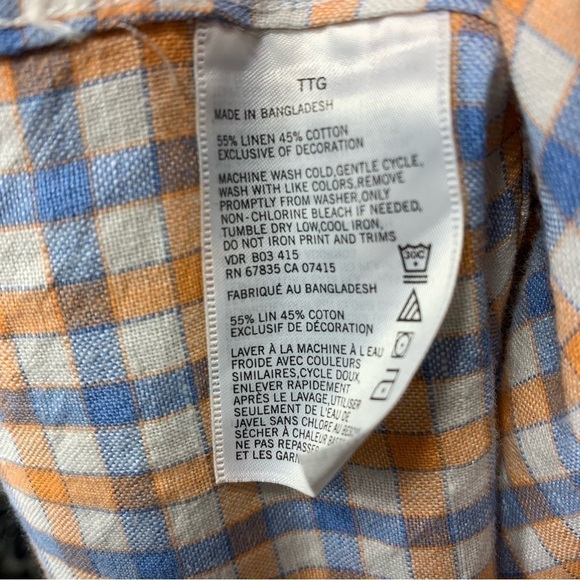 TTG
MADE IN BANGLADESH
55% LINEN 45% COTTON
EXCLUSIVE OF DECORATION
MACHINE WASH COLD,GENTLE CYCLE,
WASH WITH LIKE COLORS,REMOVE
PROMPTLY FROM WASHER,ONLY
NON-CHLORINE BLEACH IF NEEDED,
TUMBLE DRY LOW,COOL IRON,
DO NOT IRON PRINT AND TRIMS
VDR B03 415
RN 67835 CA 07415
30C
FABRIQUÉ AU BANGLADESH
55% LIN 45% COTON
EXCLUSIF DE DÉCORATION
LAVER À LA MACHINE À L EAU
FROIDE AVEC COULEURS
SIMILAIRES,CYCLE DOUX,
ENLEVER RAPIDEMENT
APRÈS LE LAVAGE,UTILISER
SEULEMENT DE L'EAU DE
JAVEL SANS CHLORE AU
SÉCHER À CHALEUR
NE PAS REPASSER
ET LES